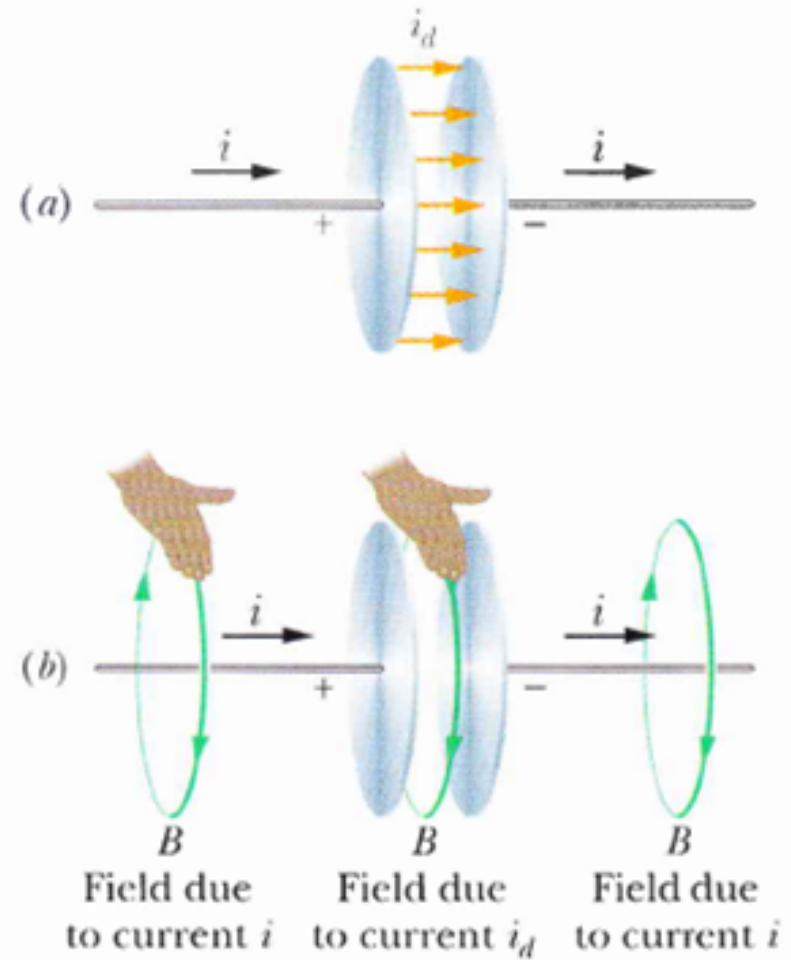 i_d
i i
(a)
+ −
i i
(b)
+ −
B B B
Field due Field due Field due
to current i to current i_d to current i